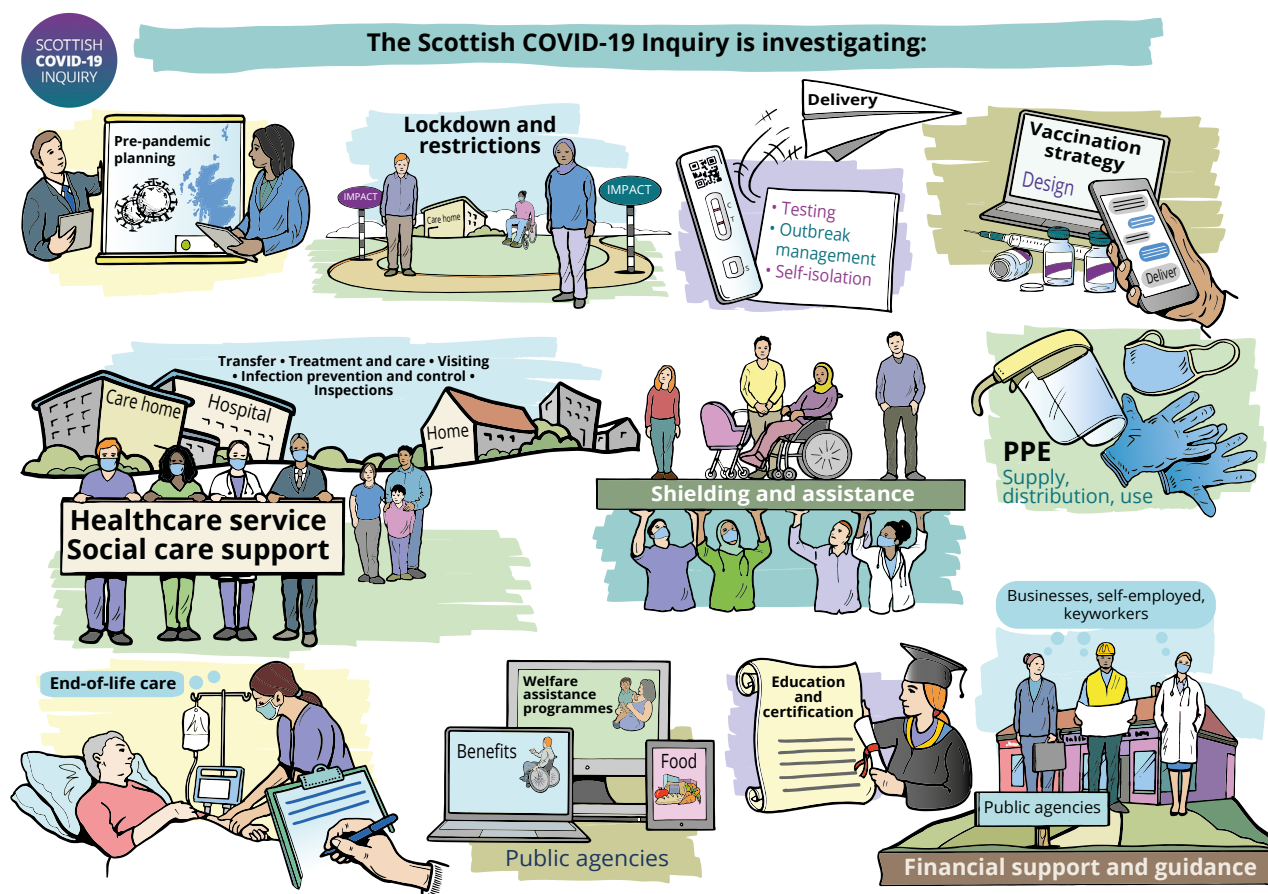 SCOTTISH
COVID-19
INQUIRY
The Scottish COVID-19 Inquiry is investigating:
Pre-pandemic
planning
Lockdown and
restrictions
IMPACT
Care home
IMPACT
Delivery
C
T
S
• Testing
• Outbreak
management
• Self-isolation
Vaccination
strategy
Design
Deliver
Transfer • Treatment and care • Visiting
• Infection prevention and control •
Inspections
Care home
Hospital
Home
Healthcare service
Social care support
Shielding and assistance
PPE
Supply,
distribution, use
End-of-life care
Welfare
assistance
programmes
Benefits
Food
Public agencies
Education
and
certification
Businesses, self-employed,
keyworkers
Public agencies
Financial support and guidance